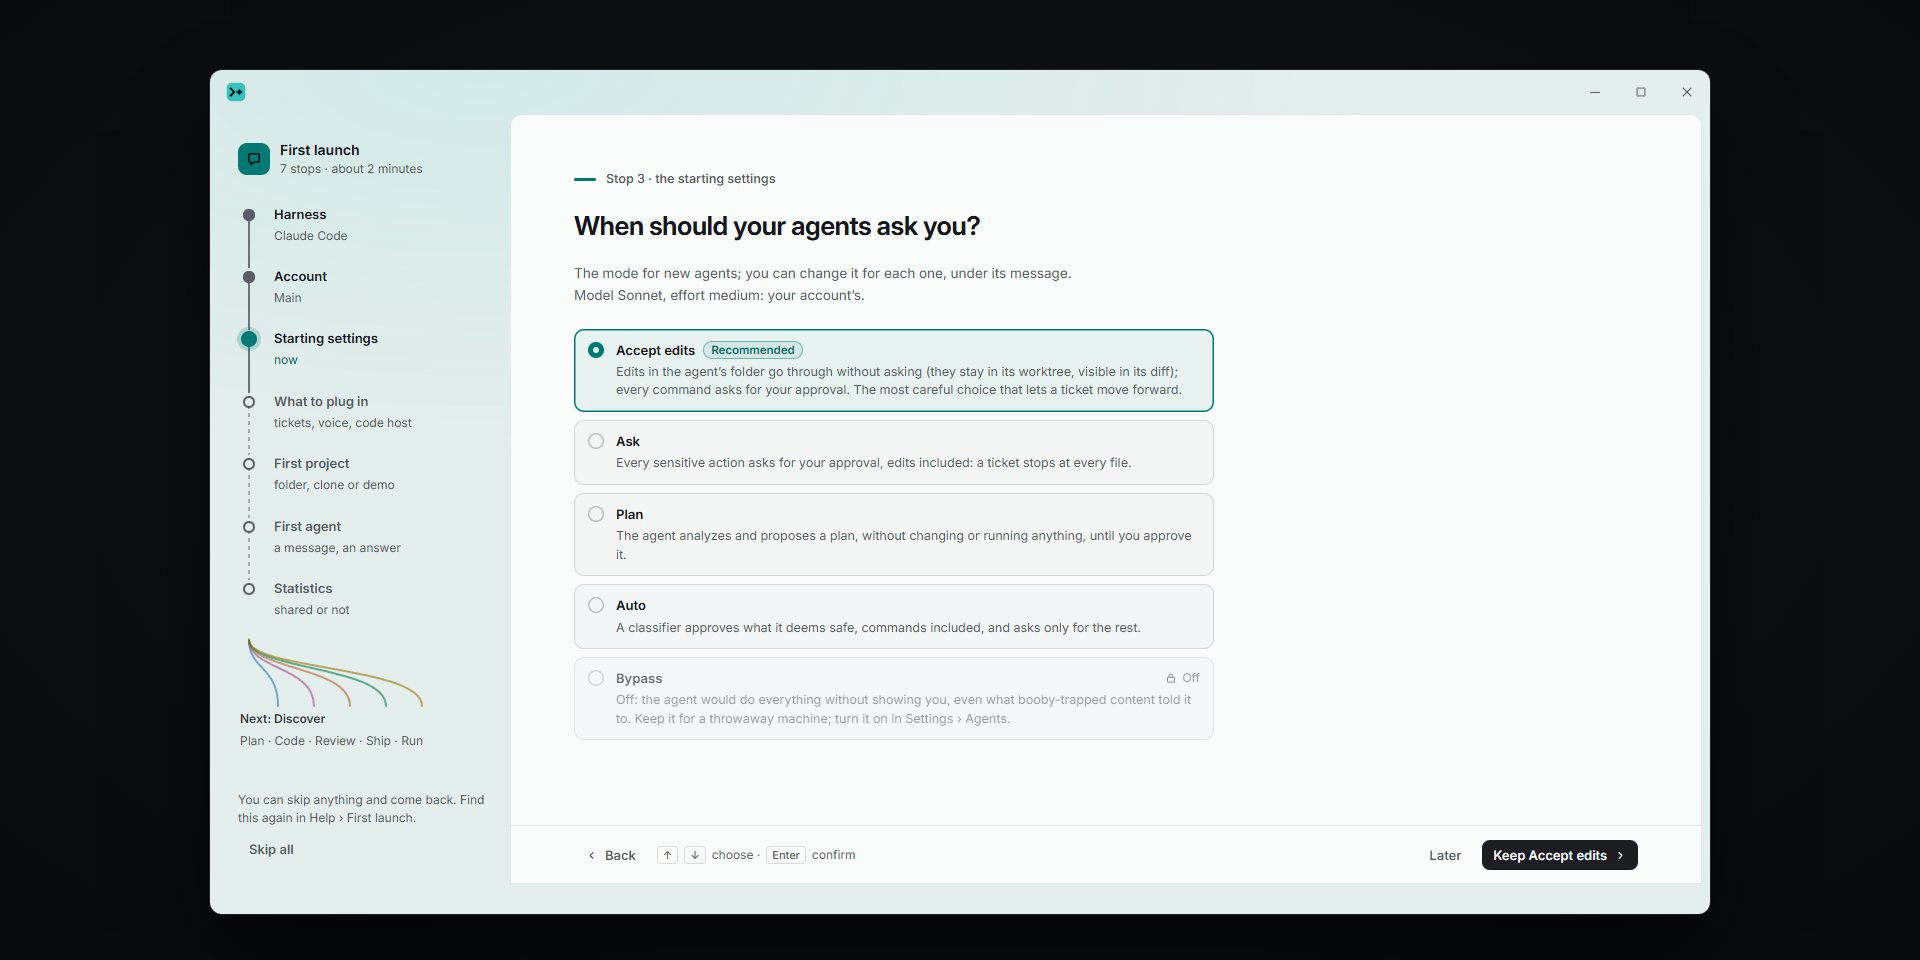 First launch
7 stops · about 2 minutes
Harness
Claude Code
Account
Main
Starting settings
now
What to plug in
tickets, voice, code host
First project
folder, clone or demo
First agent
a message, an answer
Statistics
shared or not
Next: Discover
Plan · Code · Review · Ship · Run
You can skip anything and come back. Find
this again in Help › First launch.
Skip all
Stop 3 · the starting settings
When should your agents ask you?
The mode for new agents; you can change it for each one, under its message.
Model Sonnet, effort medium: your account’s.
Accept edits Recommended
Edits in the agent’s folder go through without asking (they stay in its worktree, visible in its diff);
every command asks for your approval. The most careful choice that lets a ticket move forward.
Ask
Every sensitive action asks for your approval, edits included: a ticket stops at every file.
Plan
The agent analyzes and proposes a plan, without changing or running anything, until you approve
it.
Auto
A classifier approves what it deems safe, commands included, and asks only for the rest.
Bypass Off
Off: the agent would do everything without showing you, even what booby-trapped content told it
to. Keep it for a throwaway machine; turn it on in Settings › Agents.
‹ Back ↑ ↓ choose · Enter confirm Later Keep Accept edits ›